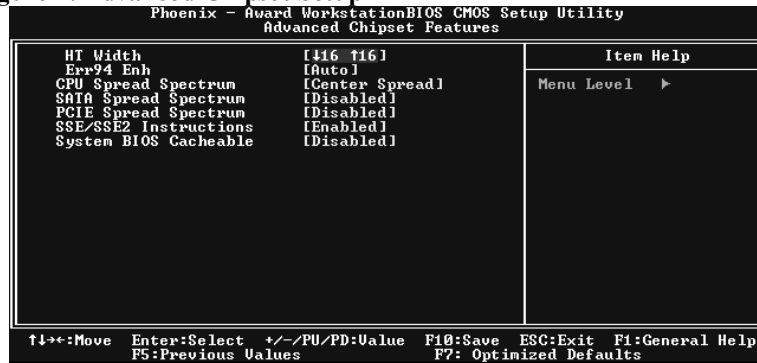 Phoenix - Award WorkstationBIOS CMOS Setup Utility
Advanced Chipset Features
HT Width [↓16 ↑16]
Err94 Enh [Auto]
CPU Spread Spectrum [Center Spread]
SATA Spread Spectrum [Disabled]
PCIE Spread Spectrum [Disabled]
SSE/SSE2 Instructions [Enabled]
System BIOS Cacheable [Disabled]
Item Help
Menu Level ►
↑↓→←:Move Enter:Select +/-/PU/PD:Value F10:Save ESC:Exit F1:General Help
F5:Previous Values F7: Optimized Defaults